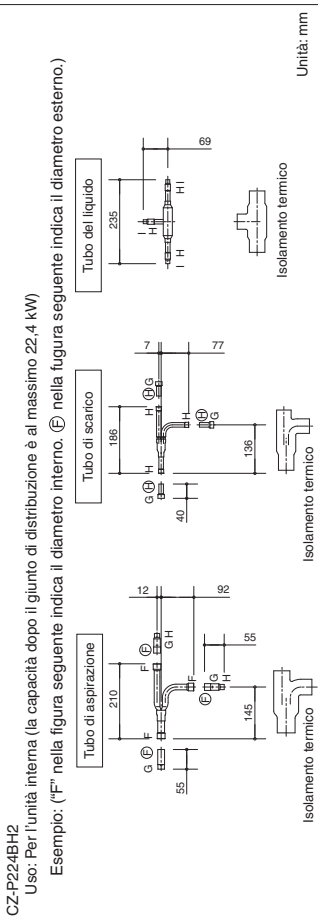 CZ-P224BH2
Uso: Per l'unità interna (la capacità dopo il giunto di distribuzione è al massimo 22,4 kW)
Esempio: ("F" nella figura seguente indica il diametro interno. Ⓕ nella fugura seguente indica il diametro esterno.)
Unità: mm
Tubo di aspirazione
210
12
F
F
Ⓕ
G H
G Ⓕ
F
92
55
Ⓕ
G
H
55
145
Isolamento termico
Tubo di scarico
186
7
H
H
Ⓗ G
G Ⓗ
H
77
Ⓗ
G
40
136
Isolamento termico
Tubo del liquido
235
69
I
H
I H
H I
Isolamento termico